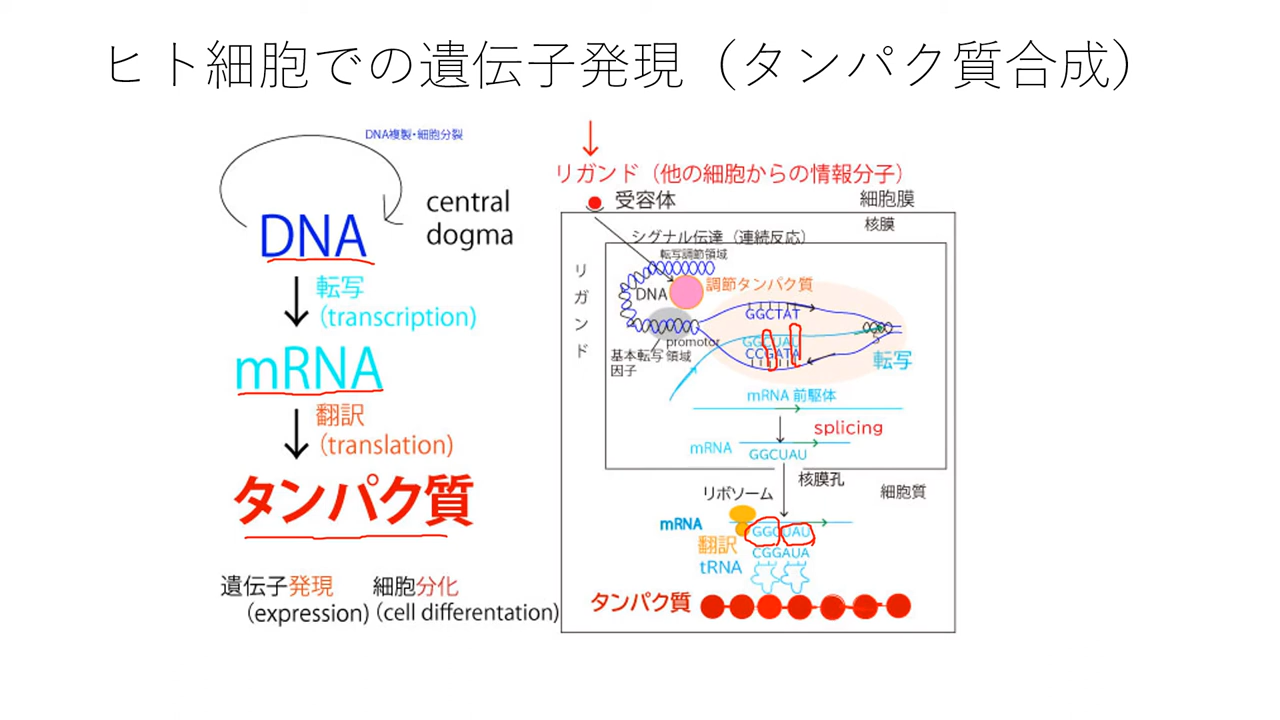 ヒト細胞での遺伝子発現（タンパク質合成）
DNA複製・細胞分裂
central
dogma
DNA
転写
(transcription)
mRNA
翻訳
(translation)
タンパク質
遺伝子発現
(expression)
細胞分化
(cell differentation)
リガンド（他の細胞からの情報分子）
受容体
細胞膜
核膜
シグナル伝達（連続反応）
転写調節領域
リガンド
DNA
調節タンパク質
GGCTAT
promotor
GGCUAU
CCGATA
基本転写
因子
領域
転写
mRNA 前駆体
splicing
mRNA
GGCUAU
核膜孔
リボソーム
細胞質
mRNA
GGCUAU
翻訳
CGGAUA
tRNA
タンパク質